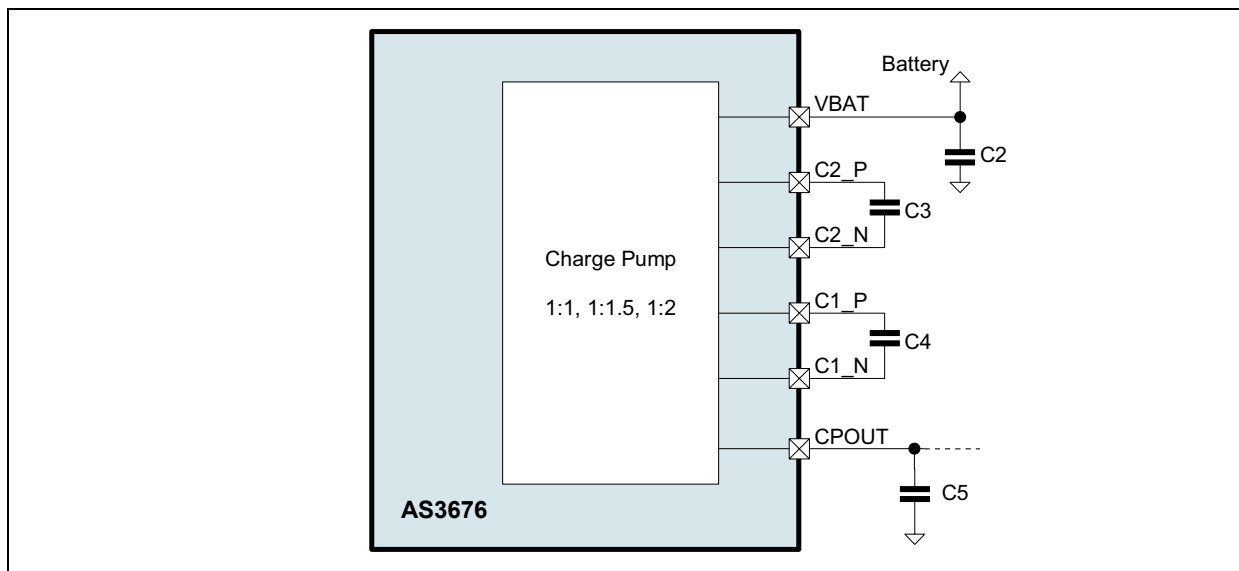 Battery
VBAT
C2
C2_P
C3
C2_N
Charge Pump
1:1, 1:1.5, 1:2
C1_P
C4
C1_N
CPOUT
C5
AS3676